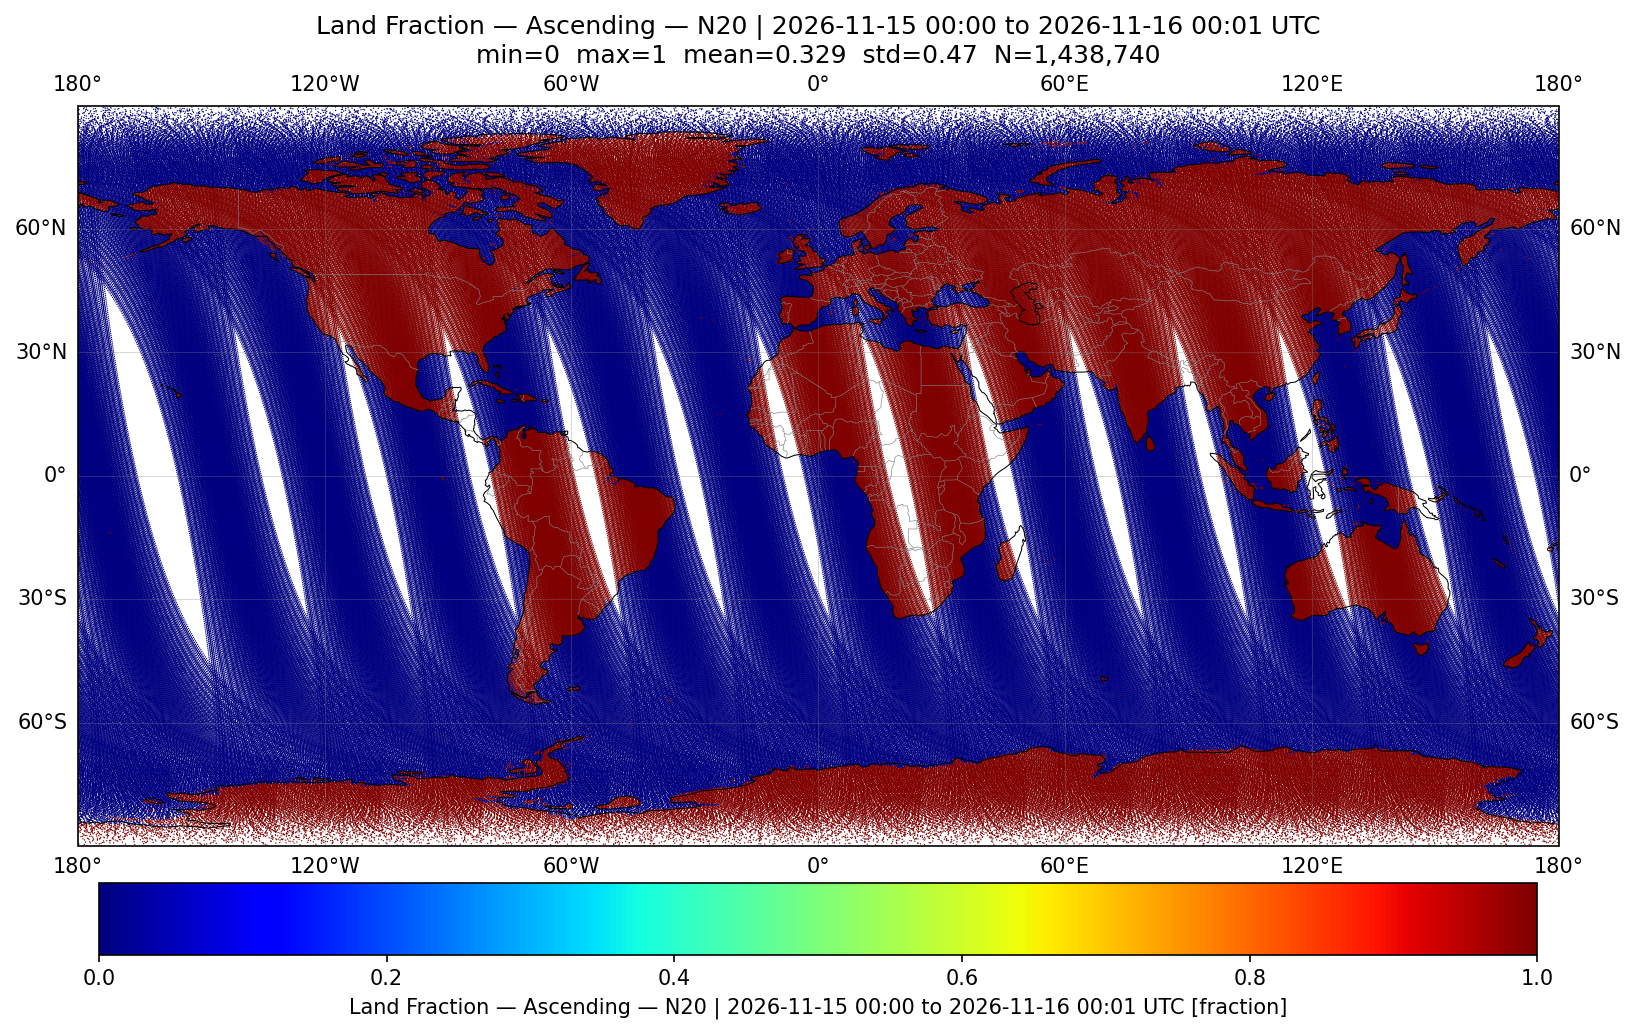 Land Fraction — Ascending — N20 | 2026-11-15 00:00 to 2026-11-16 00:01 UTC
min=0  max=1  mean=0.329  std=0.47  N=1,438,740
180° 120°W 60°W 0° 60°E 120°E 180°
60°N 60°N
30°N 30°N
0° 0°
30°S 30°S
60°S 60°S
180° 120°W 60°W 0° 60°E 120°E 180°
0.0 0.2 0.4 0.6 0.8 1.0
Land Fraction — Ascending — N20 | 2026-11-15 00:00 to 2026-11-16 00:01 UTC [fraction]